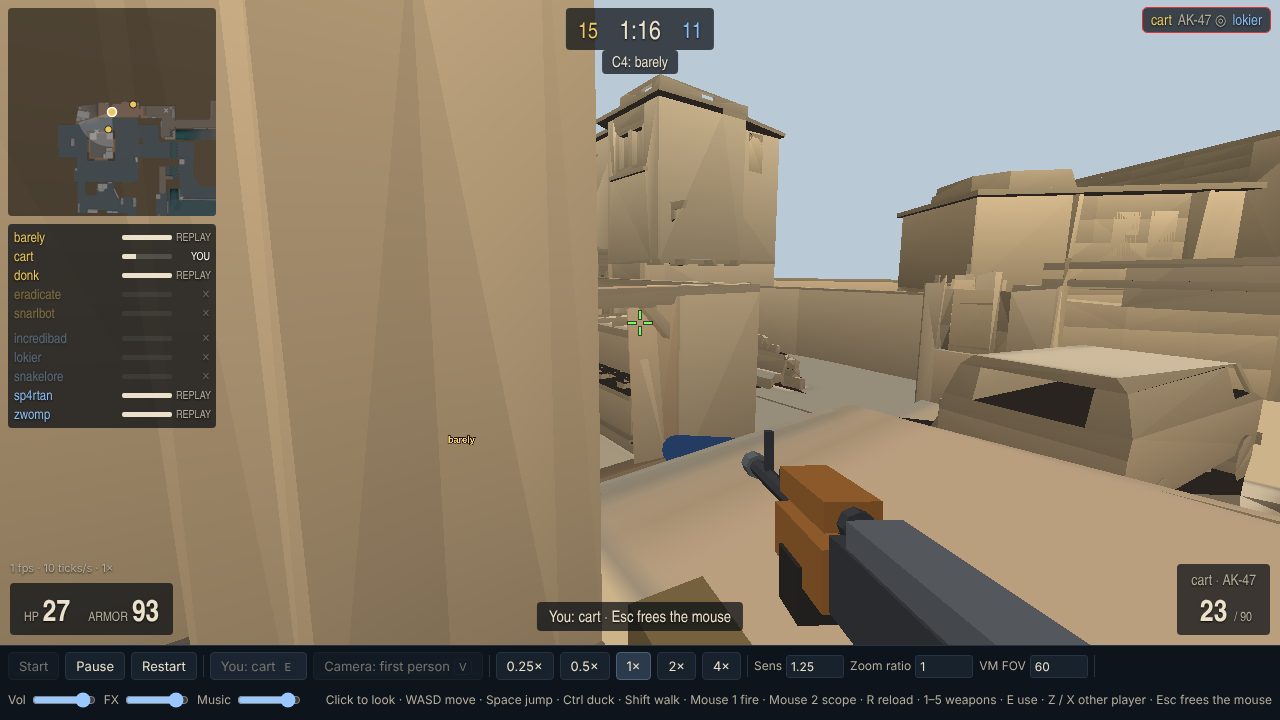 15 1:16 11
C4: barely
cart AK-47 ◎ lokier
barely REPLAY
cart YOU
donk REPLAY
eradicate ×
snarlbot ×
incredibad ×
lokier ×
snakelore ×
sp4rtan REPLAY
zwomp REPLAY
barely
1 fps · 10 ticks/s · 1×
HP 27 ARMOR 93
You: cart · Esc frees the mouse
cart · AK-47
23 / 90
Start Pause Restart You: cart E Camera: first person V 0.25× 0.5× 1× 2× 4× Sens 1.25 Zoom ratio 1 VM FOV 60
Vol FX Music Click to look · WASD move · Space jump · Ctrl duck · Shift walk · Mouse 1 fire · Mouse 2 scope · R reload · 1–5 weapons · E use · Z / X other player · Esc frees the mouse